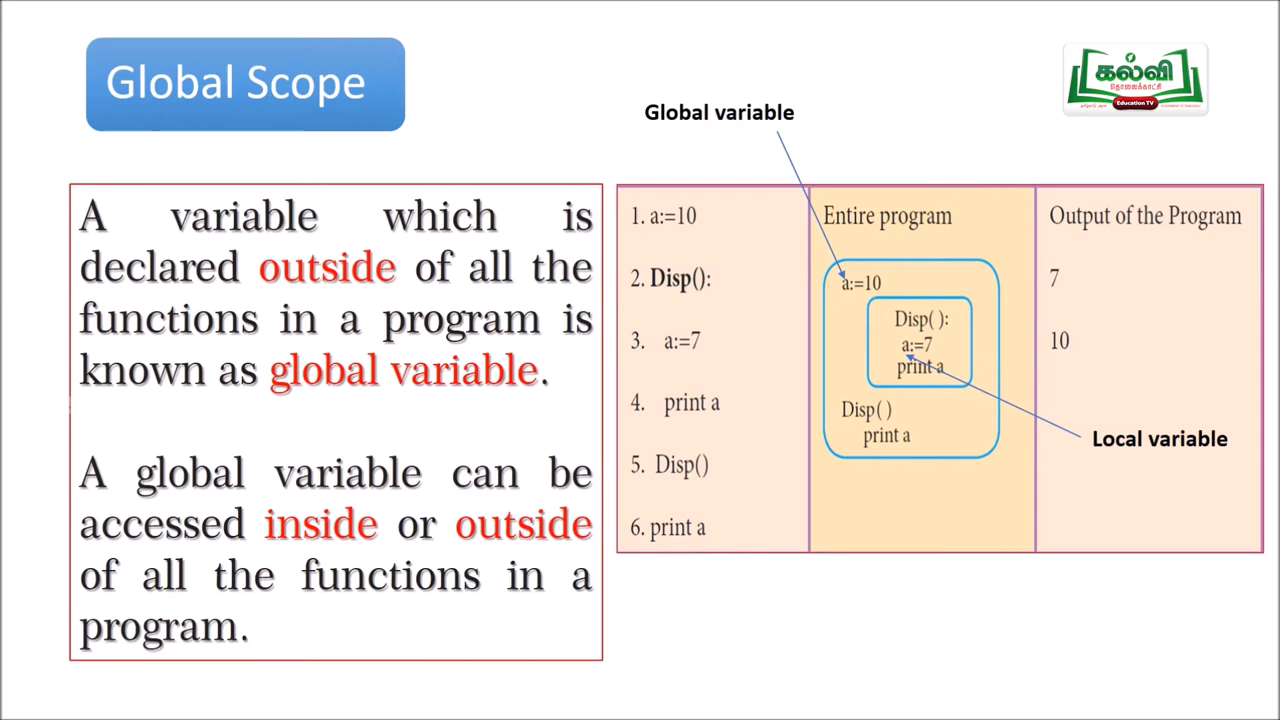 Global Scope
கல்வி
தொலைக்காட்சி
Education TV
Global variable
A variable which is
declared outside of all the
functions in a program is
known as global variable.
A global variable can be
accessed inside or outside
of all the functions in a
program.
1. a:=10
2. Disp():
3. a:=7
4. print a
5. Disp()
6. print a
Entire program
a:=10
Disp( ):
a:=7
print a
Disp( )
print a
Output of the Program
7
10
Local variable